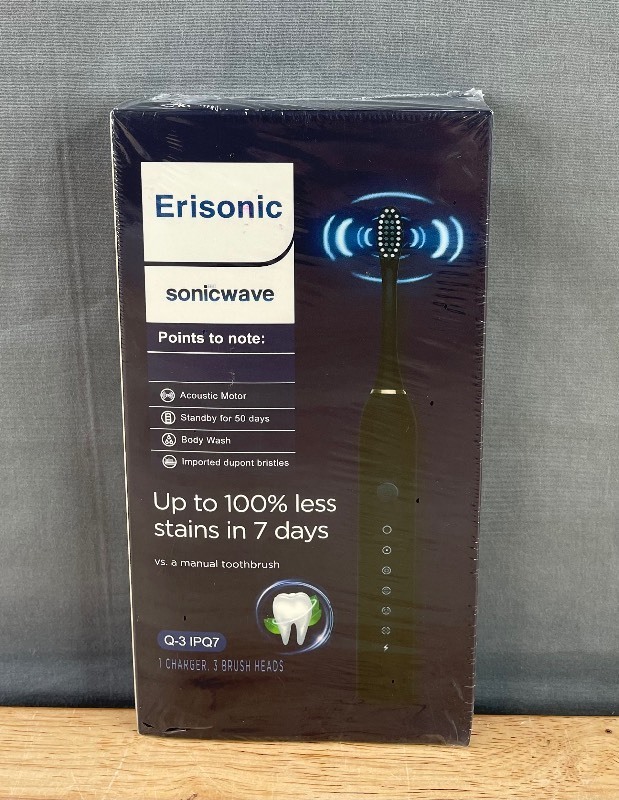 Erisonic
sonicwave
Points to note:
Acoustic Motor
Standby for 50 days
Body Wash
Imported dupont bristles
Up to 100% less
stains in 7 days
vs. a manual toothbrush
Q-3 IPQ7
1 CHARGER, 3 BRUSH HEADS